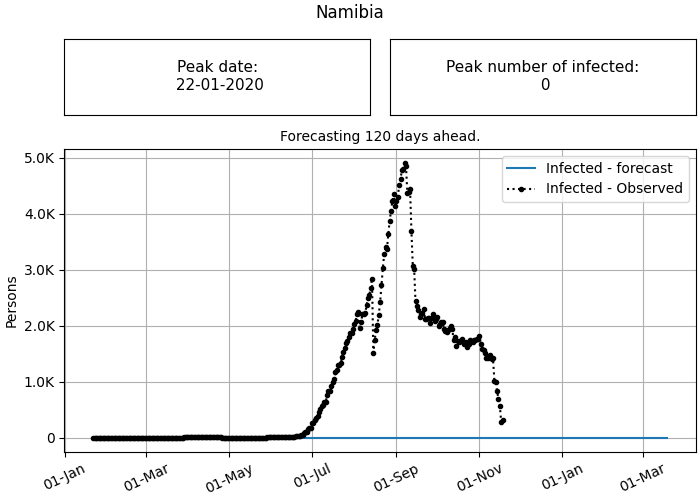 Namibia
Peak date:
22-01-2020
Peak number of infected:
0
Forecasting 120 days ahead.
Infected - forecast
Infected - Observed
Persons
5.0K
4.0K
3.0K
2.0K
1.0K
0
01-Jan
01-Mar
01-May
01-Jul
01-Sep
01-Nov
01-Jan
01-Mar